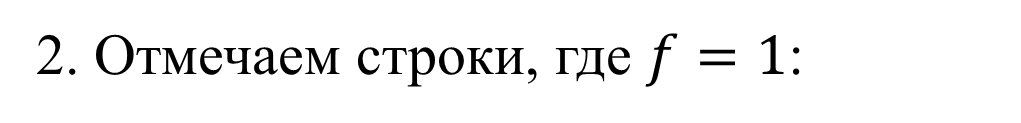 2. Отмечаем строки, где f = 1: